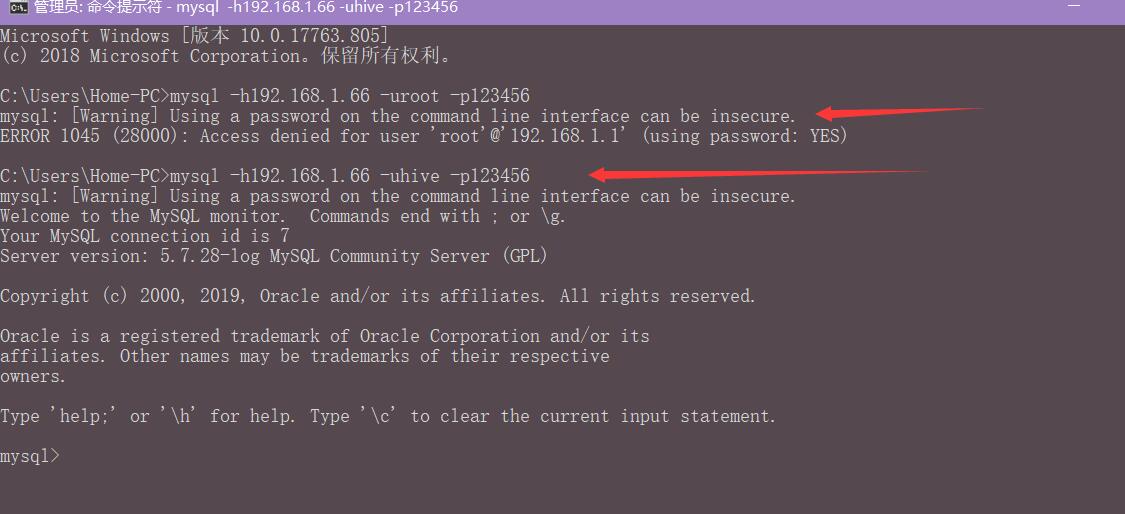 管理员: 命令提示符 - mysql  -h192.168.1.66 -uhive -p123456
Microsoft Windows [版本 10.0.17763.805]
(c) 2018 Microsoft Corporation。保留所有权利。
C:\Users\Home-PC>mysql -h192.168.1.66 -uroot -p123456
mysql: [Warning] Using a password on the command line interface can be insecure.
ERROR 1045 (28000): Access denied for user 'root'@'192.168.1.1' (using password: YES)
C:\Users\Home-PC>mysql -h192.168.1.66 -uhive -p123456
mysql: [Warning] Using a password on the command line interface can be insecure.
Welcome to the MySQL monitor.  Commands end with ; or \g.
Your MySQL connection id is 7
Server version: 5.7.28-log MySQL Community Server (GPL)
Copyright (c) 2000, 2019, Oracle and/or its affiliates. All rights reserved.
Oracle is a registered trademark of Oracle Corporation and/or its
affiliates. Other names may be trademarks of their respective
owners.
Type 'help;' or '\h' for help. Type '\c' to clear the current input statement.
mysql>